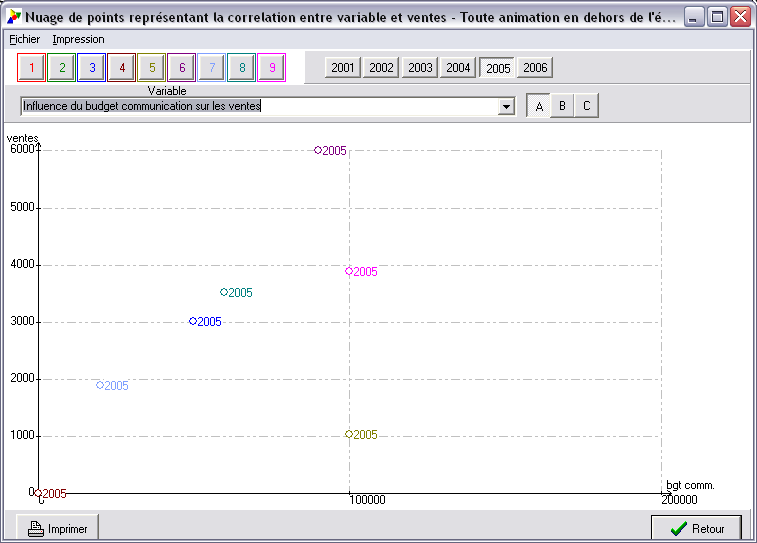 Nuage de points représentant la correlation entre variable et ventes - Toute animation en dehors de l'é...
Fichier Impression
1 2 3 4 5 6 7 8 9 2001 2002 2003 2004 2005 2006
Variable
Influence du budget communication sur les ventes A B C
ventes
6000 2005
5000
4000 2005
2005
3000 2005
2000 2005
1000 2005
0 2005 bgt comm.
0 100000 200000
Imprimer Retour